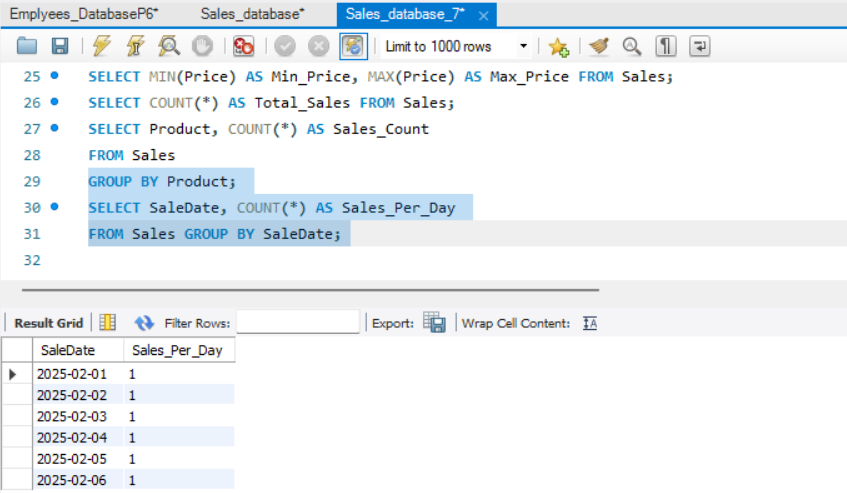 Emplyees_DatabaseP6* Sales_database* Sales_database_7* ×
Limit to 1000 rows
25 SELECT MIN(Price) AS Min_Price, MAX(Price) AS Max_Price FROM Sales;
26 SELECT COUNT(*) AS Total_Sales FROM Sales;
27 SELECT Product, COUNT(*) AS Sales_Count
28 FROM Sales
29 GROUP BY Product;
30 SELECT SaleDate, COUNT(*) AS Sales_Per_Day
31 FROM Sales GROUP BY SaleDate;
32
Result Grid Filter Rows: Export: Wrap Cell Content: IA
SaleDate Sales_Per_Day
2025-02-01 1
2025-02-02 1
2025-02-03 1
2025-02-04 1
2025-02-05 1
2025-02-06 1